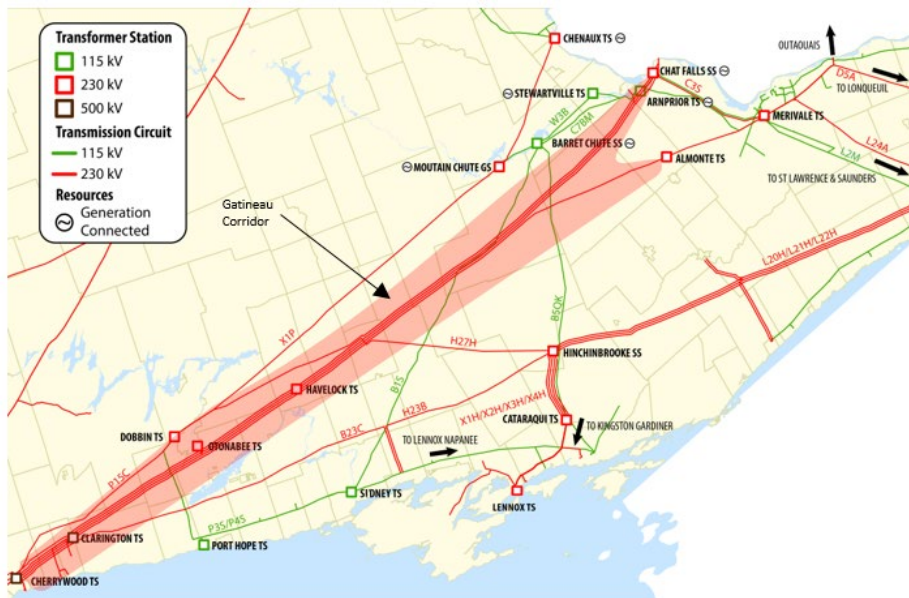 Transformer Station
115 kV
230 kV
500 kV
Transmission Circuit
115 kV
230 kV
Resources
Generation
Connected
CHENAUX TS
OUTAOUAIS
CHAT FALLS SS
D5A
TO LONQUEUIL
STEWARTVILLE TS
C3S
ARNPRIOR TS
W3B
C7BM
MERIVALE TS
BARRET CHUTE SS
L24A
ALMONTE TS
L2M
MOUTAIN CHUTE GS
TO ST LAWRENCE & SAUNDERS
Gatineau
Corridor
L20H/L21H/L22H
B5QK
X1P
H27H
HINCHINBROOKE SS
B1S
HAVELOCK TS
H23B
X1H/X2H/X3H/X4H
CATARAQUI TS
TO KINGSTON GARDINER
B23C
DOBBIN TS
TO LENNOX NAPANEE
OTONABEE TS
P15C
SIDNEY TS
LENNOX TS
P3S/P4S
CLARINGTON TS
PORT HOPE TS
CHERRYWOOD TS